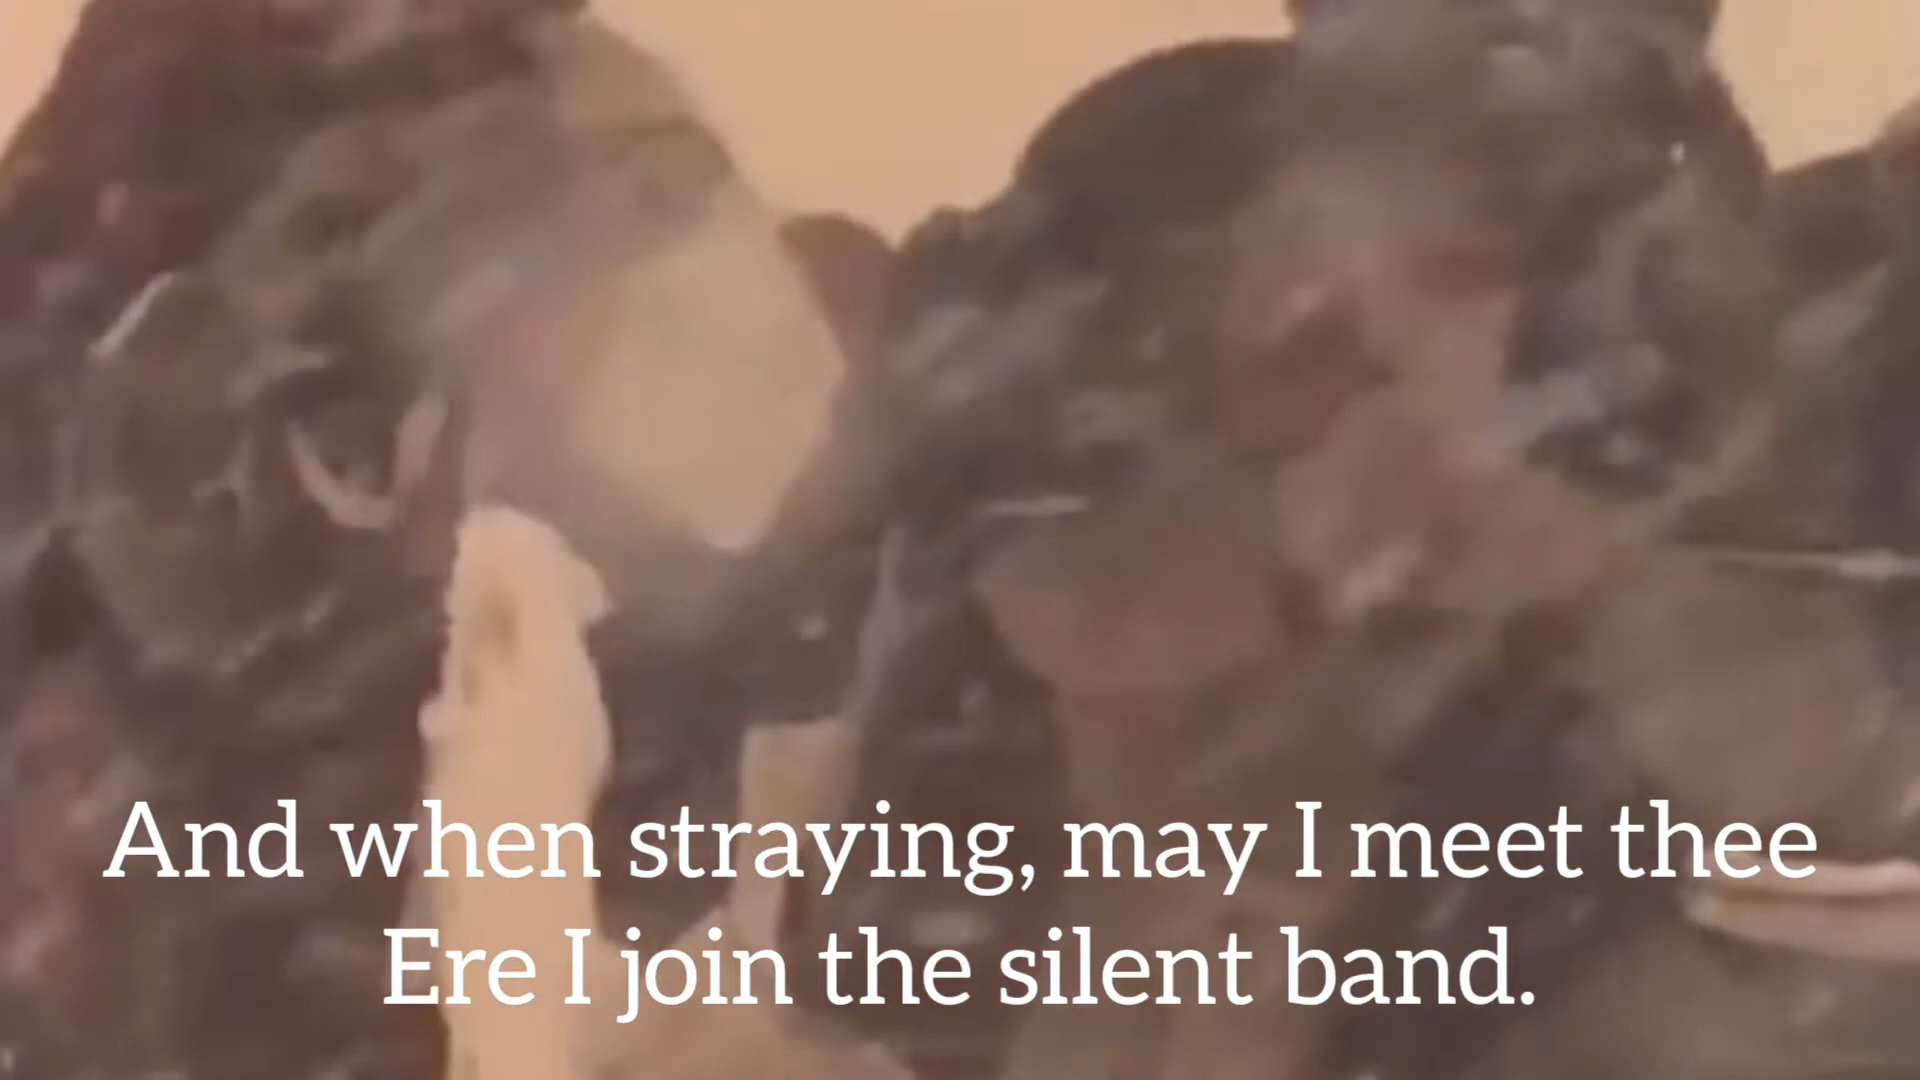 And when straying, may I meet thee
Ere I join the silent band.